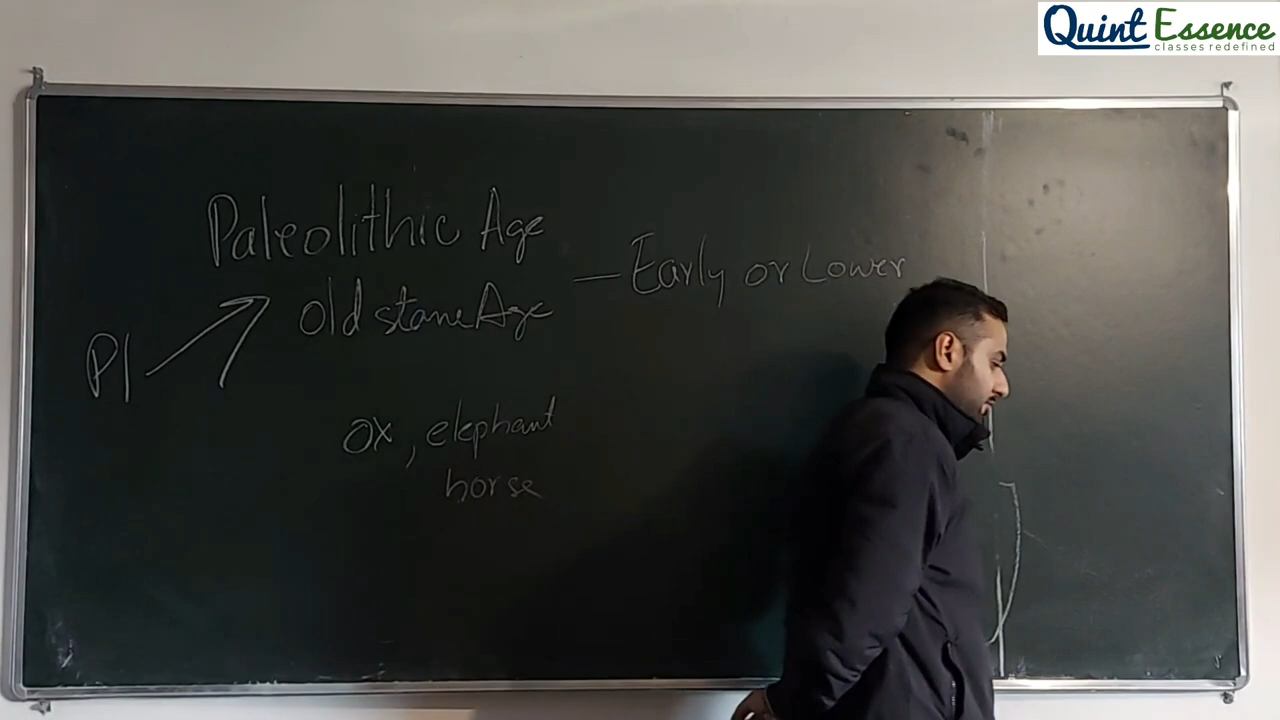 Quint Essence
classes redefined
Paleolithic Age
old stone Age
— Early or Lower
Pl
ox, elephant
horse